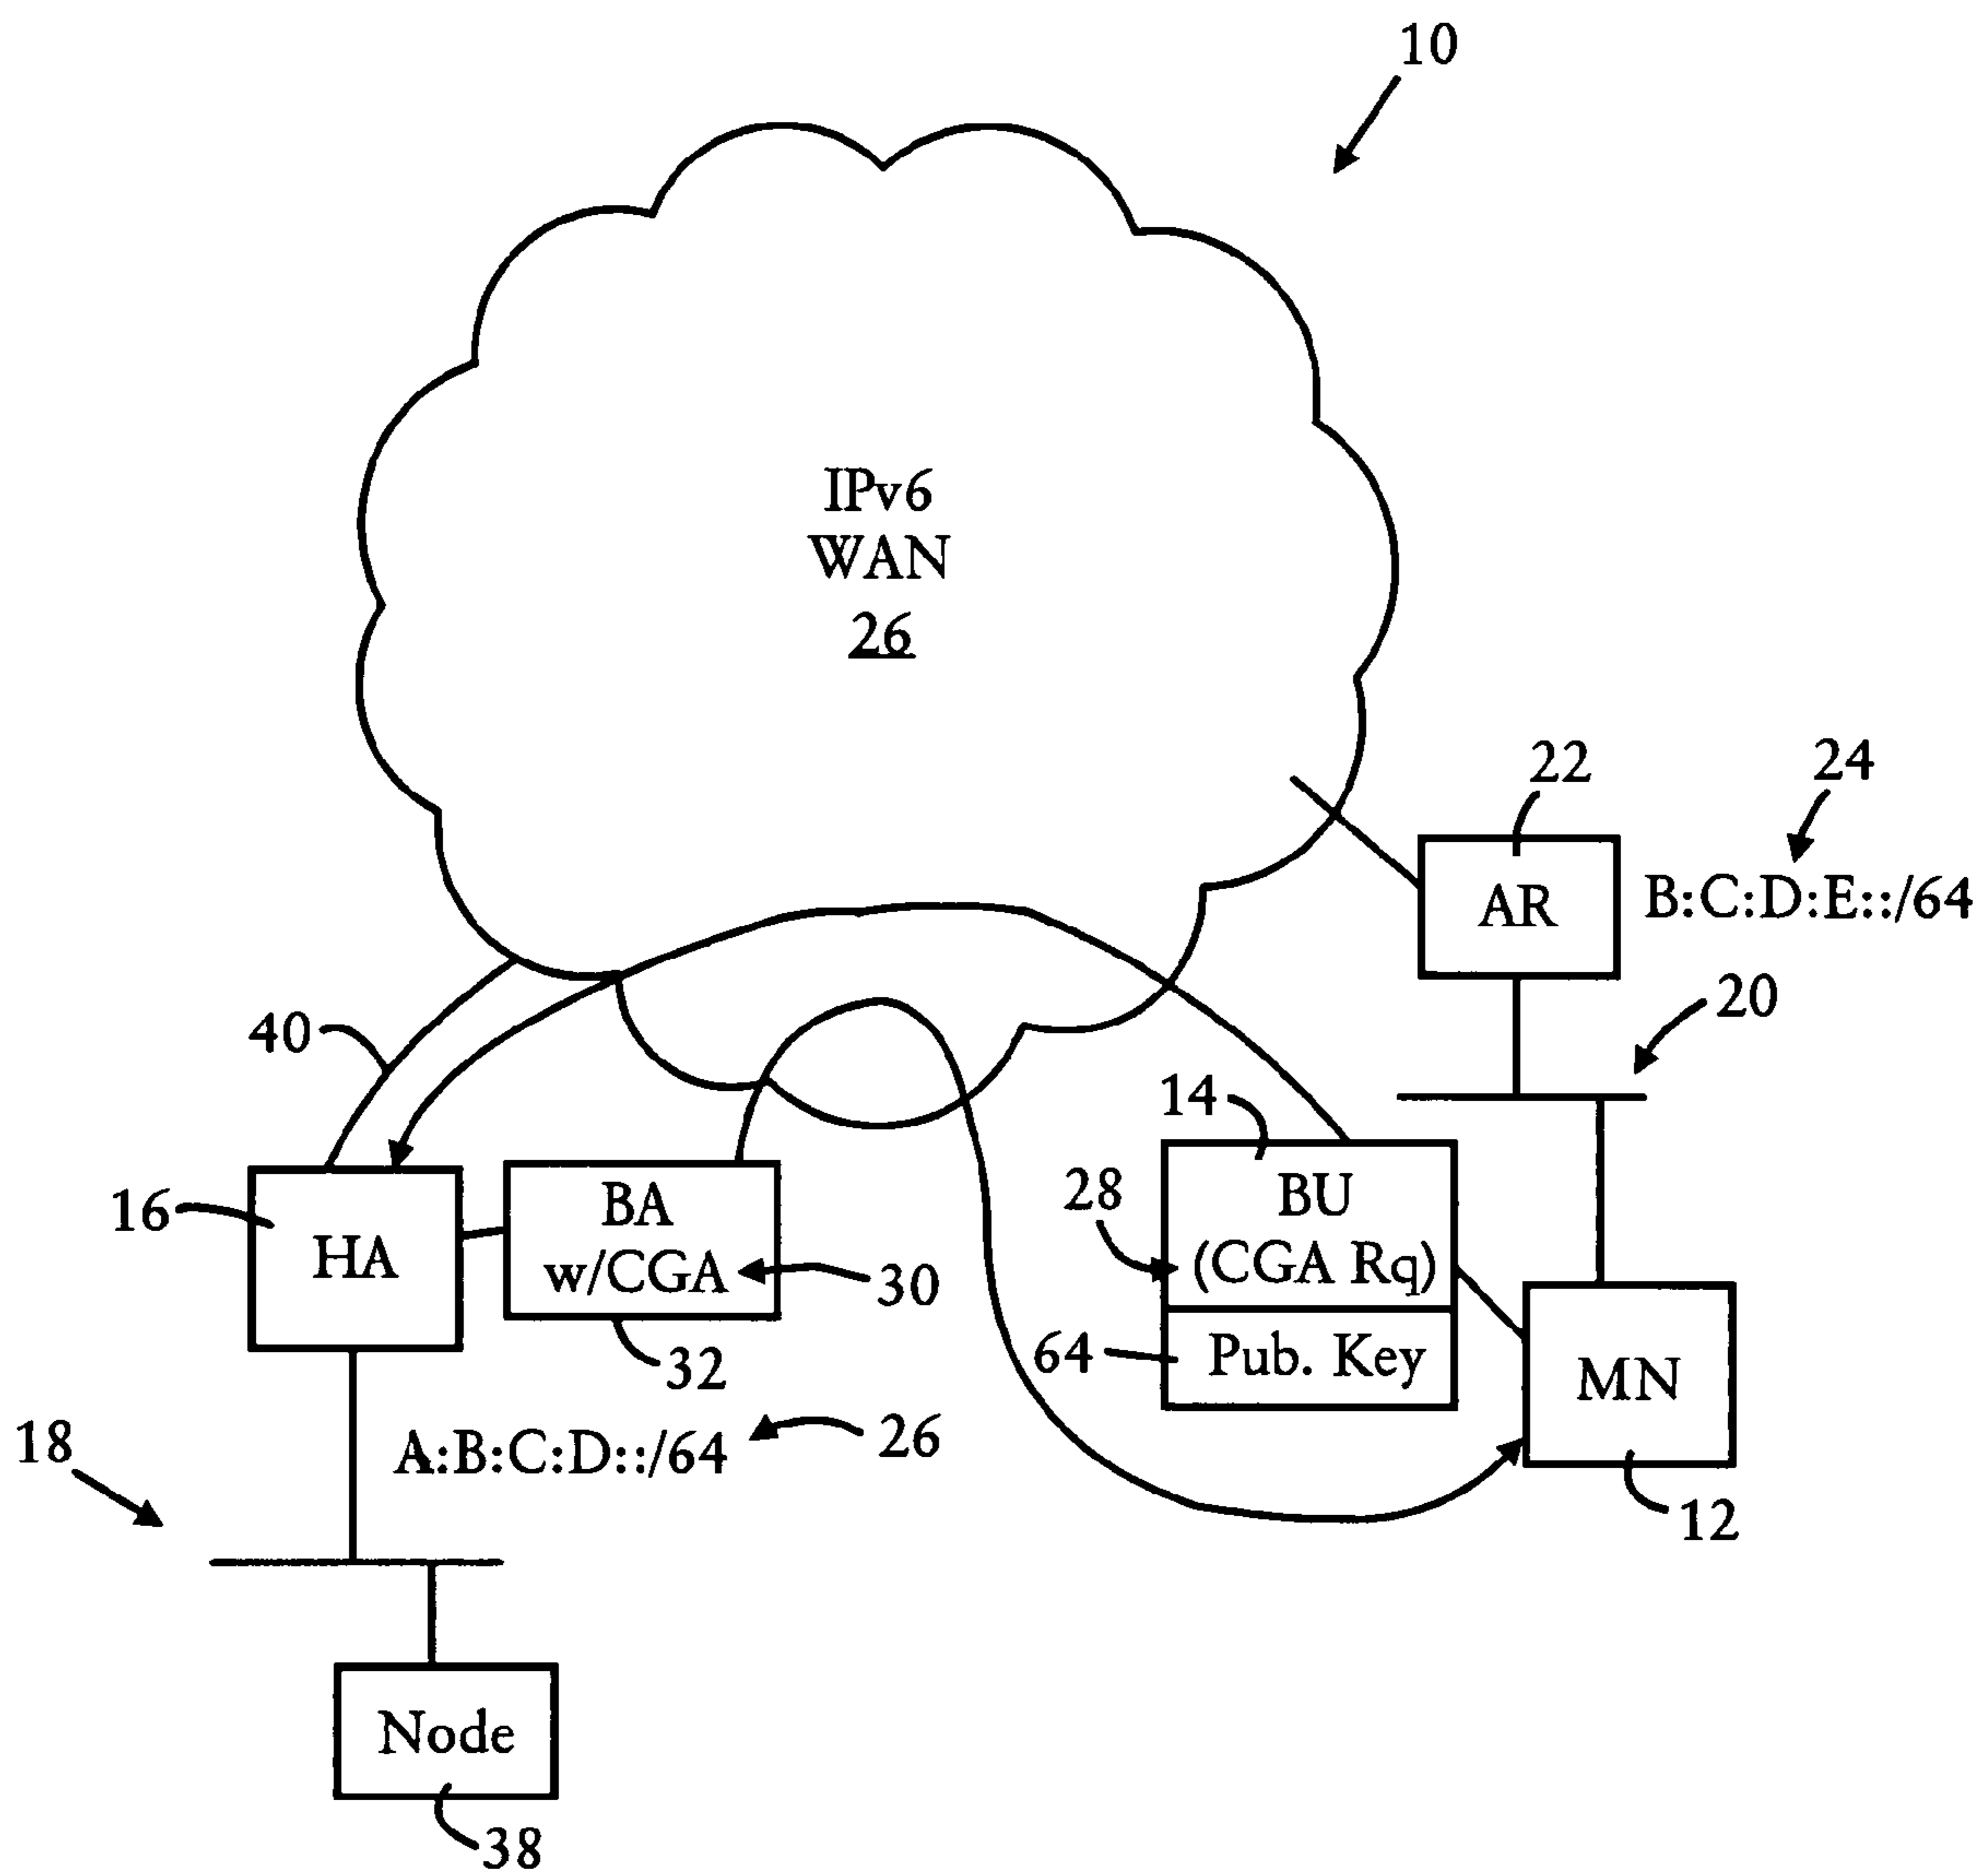 10
IPv6
WAN
26
22
24
AR
B:C:D:E::/64
20
40
14
16
HA
BA
w/CGA
30
32
28
BU
(CGA Rq)
64
Pub. Key
MN
12
18
A:B:C:D::/64
26
Node
38